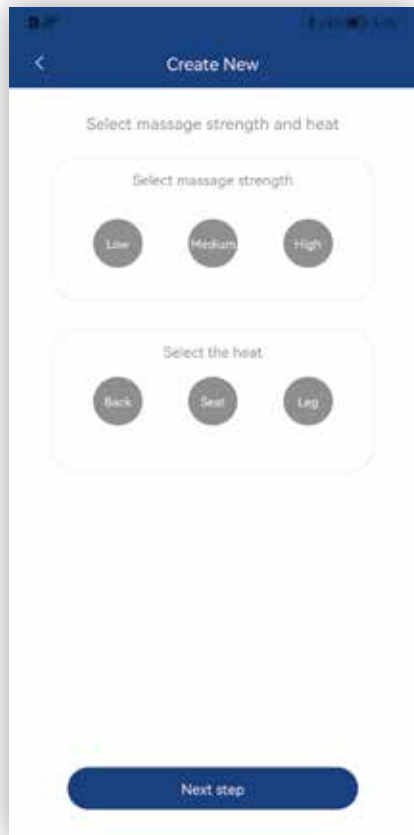 Create New
Select massage strength and heat
Select massage strength
Low Medium High
Select the heat
Back Seat Leg
Next step